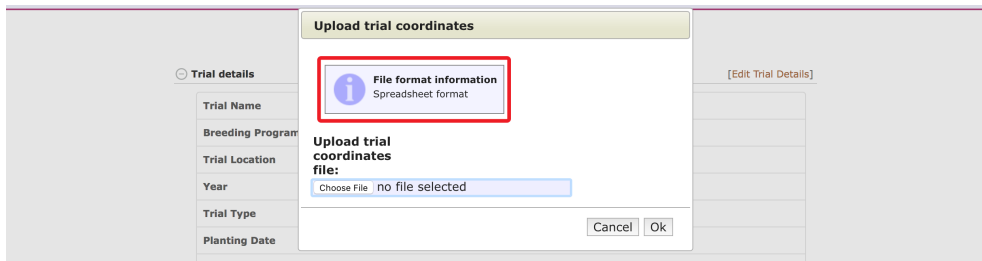 Upload trial coordinates
File format information
Spreadsheet format
Trial details
[Edit Trial Details]
Trial Name
Breeding Program
Trial Location
Year
Trial Type
Planting Date
Upload trial
coordinates
file:
Choose File no file selected
Cancel Ok